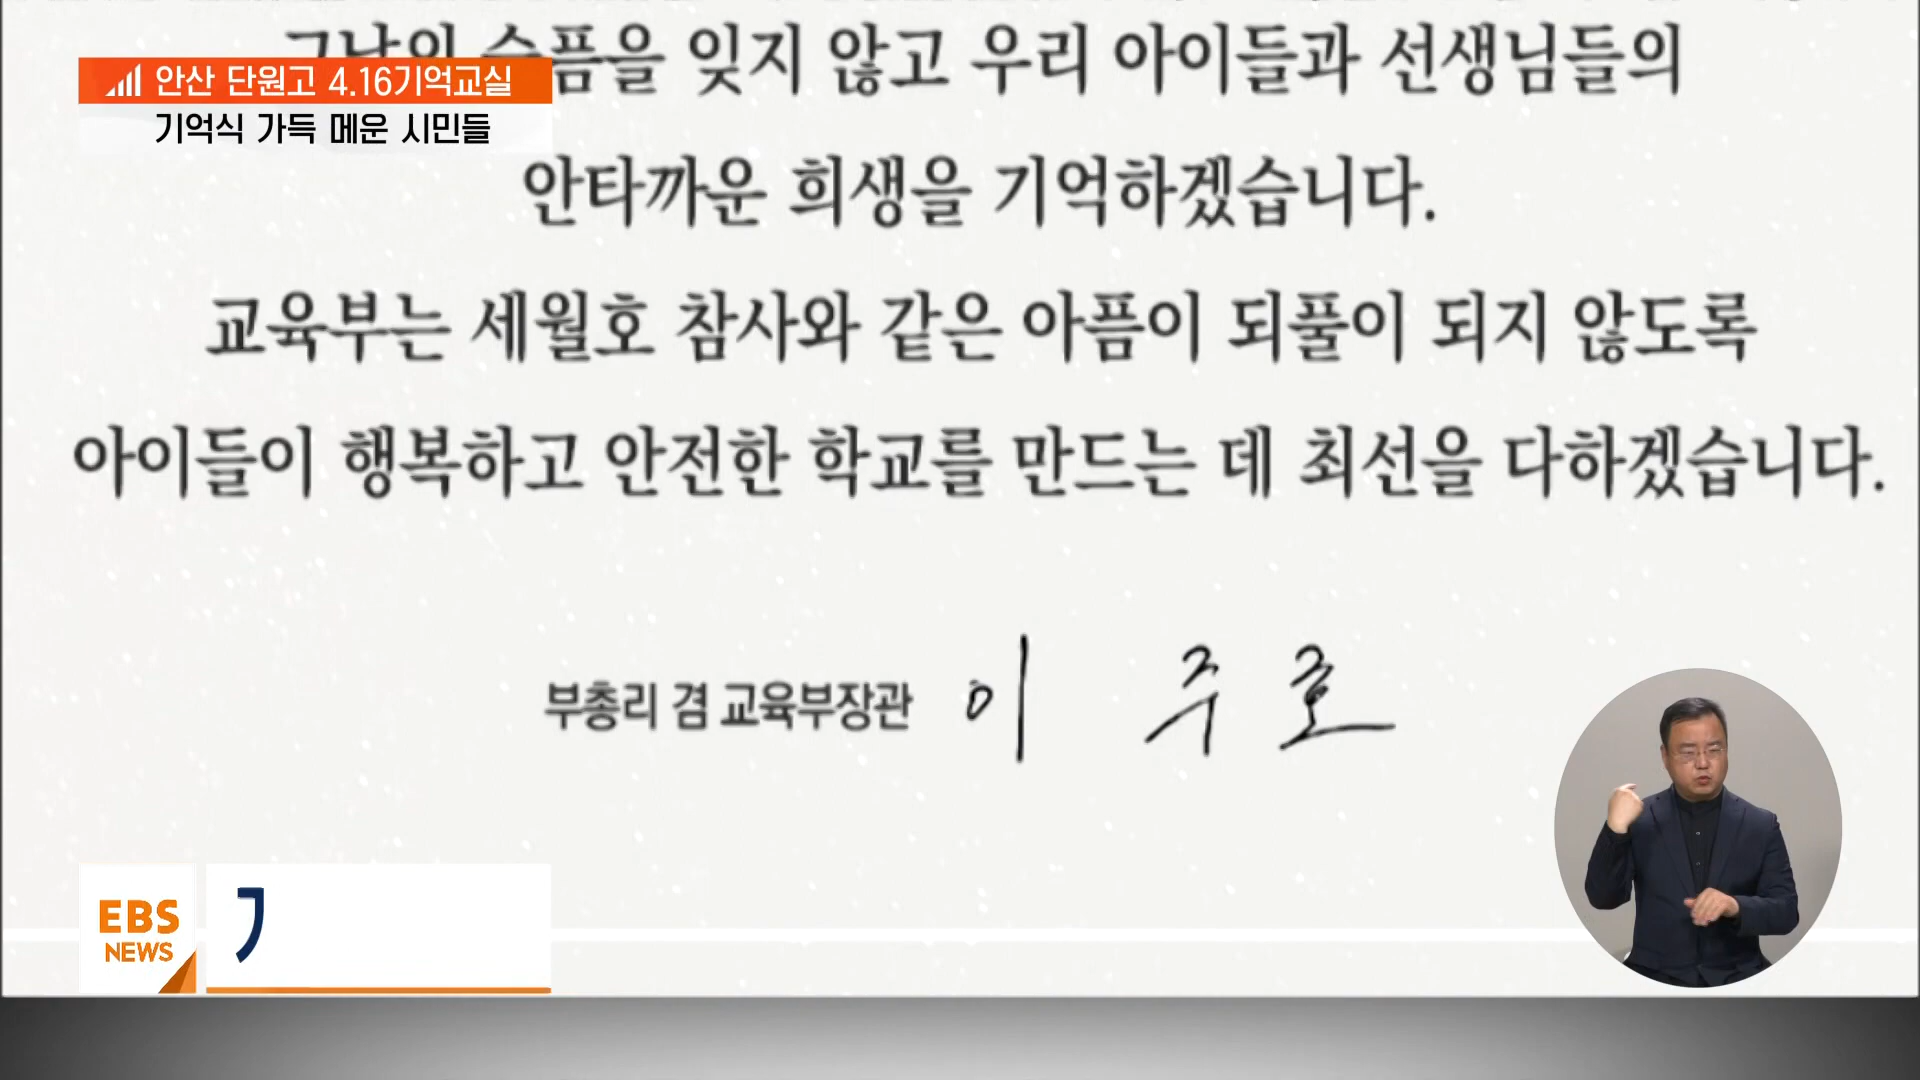 그날의 슬픔을 잊지 않고 우리 아이들과 선생님들의
안산 단원고 4.16기억교실
기억식 가득 메운 시민들
안타까운 희생을 기억하겠습니다.
교육부는 세월호 참사와 같은 아픔이 되풀이 되지 않도록
아이들이 행복하고 안전한 학교를 만드는 데 최선을 다하겠습니다.
부총리 겸 교육부장관 이 주 호
EBS
NEWS